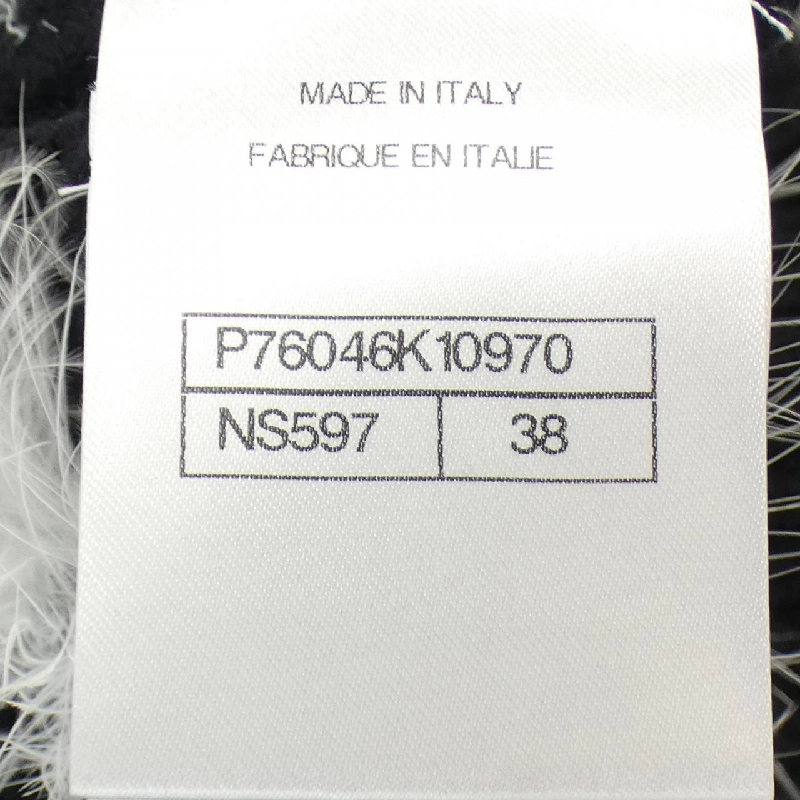 MADE IN ITALY
FABRIQUE EN ITALIE
P76046K10970
NS597 38